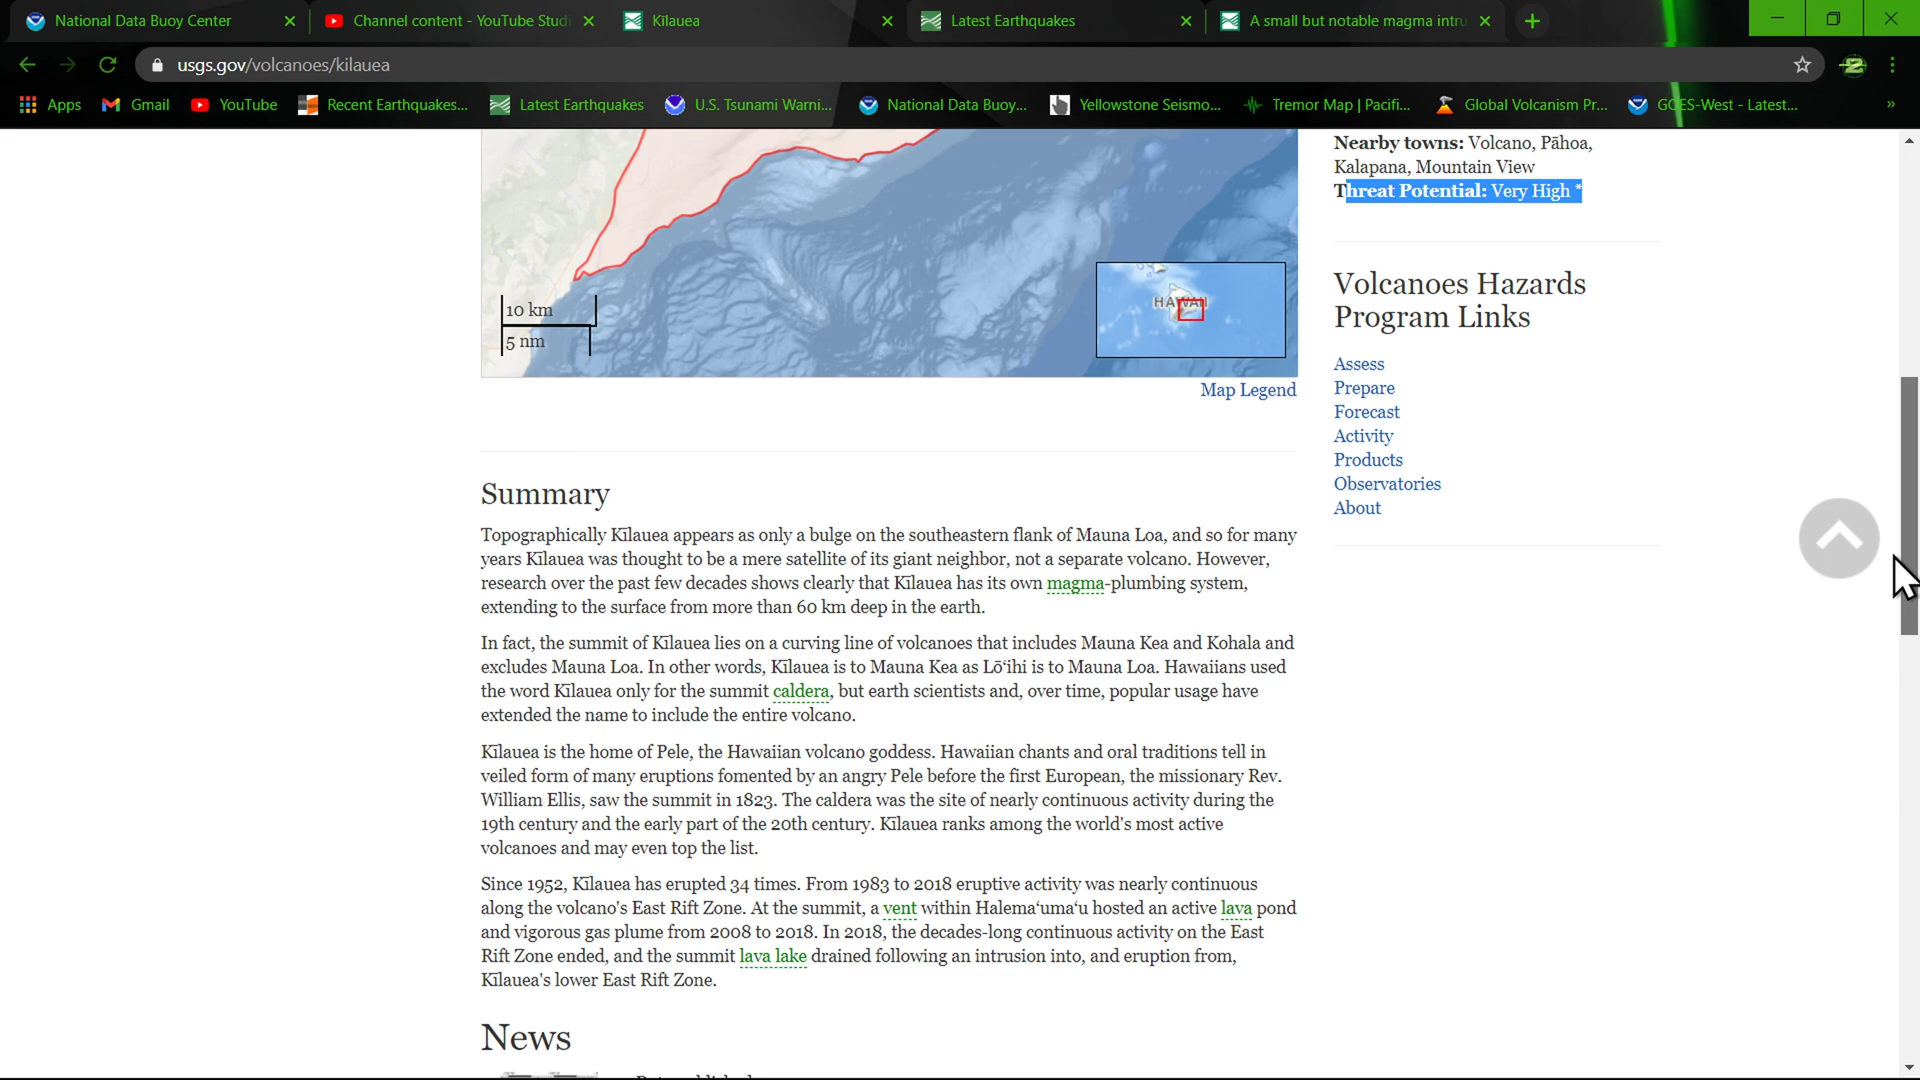 National Data Buoy Center
Channel content - YouTube Studi
Kīlauea
Latest Earthquakes
A small but notable magma intru
usgs.gov/volcanoes/kilauea
Apps
Gmail
YouTube
Recent Earthquakes...
Latest Earthquakes
U.S. Tsunami Warni...
National Data Buoy...
Yellowstone Seismo...
Tremor Map | Pacifi...
Global Volcanism Pr...
GOES-West - Latest...
»
10 km
5 nm
HAWAII
Map Legend
Summary
Topographically Kīlauea appears as only a bulge on the southeastern flank of Mauna Loa, and so for many
years Kīlauea was thought to be a mere satellite of its giant neighbor, not a separate volcano. However,
research over the past few decades shows clearly that Kīlauea has its own magma-plumbing system,
extending to the surface from more than 60 km deep in the earth.
In fact, the summit of Kīlauea lies on a curving line of volcanoes that includes Mauna Kea and Kohala and
excludes Mauna Loa. In other words, Kīlauea is to Mauna Kea as Lōʻihi is to Mauna Loa. Hawaiians used
the word Kīlauea only for the summit caldera, but earth scientists and, over time, popular usage have
extended the name to include the entire volcano.
Kīlauea is the home of Pele, the Hawaiian volcano goddess. Hawaiian chants and oral traditions tell in
veiled form of many eruptions fomented by an angry Pele before the first European, the missionary Rev.
William Ellis, saw the summit in 1823. The caldera was the site of nearly continuous activity during the
19th century and the early part of the 20th century. Kīlauea ranks among the world's most active
volcanoes and may even top the list.
Since 1952, Kīlauea has erupted 34 times. From 1983 to 2018 eruptive activity was nearly continuous
along the volcano's East Rift Zone. At the summit, a vent within Halemaʻumaʻu hosted an active lava pond
and vigorous gas plume from 2008 to 2018. In 2018, the decades-long continuous activity on the East
Rift Zone ended, and the summit lava lake drained following an intrusion into, and eruption from,
Kīlauea's lower East Rift Zone.
News
Nearby towns: Volcano, Pāhoa,
Kalapana, Mountain View
Threat Potential: Very High *
Volcanoes Hazards
Program Links
Assess
Prepare
Forecast
Activity
Products
Observatories
About